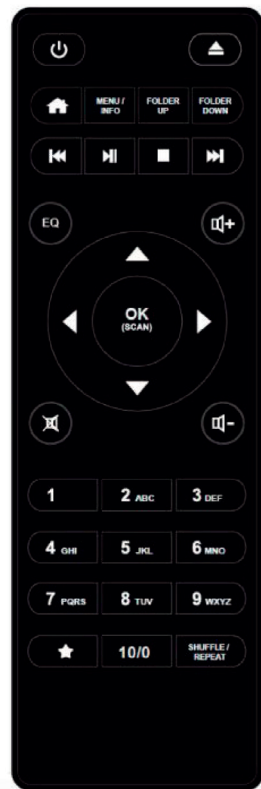 MENU / INFO
FOLDER UP
FOLDER DOWN
EQ
+
OK
(SCAN)
-
1
2 ABC
3 DEF
4 GHI
5 JKL
6 MNO
7 PQRS
8 TUV
9 WXYZ
10/0
SHUFFLE / REPEAT